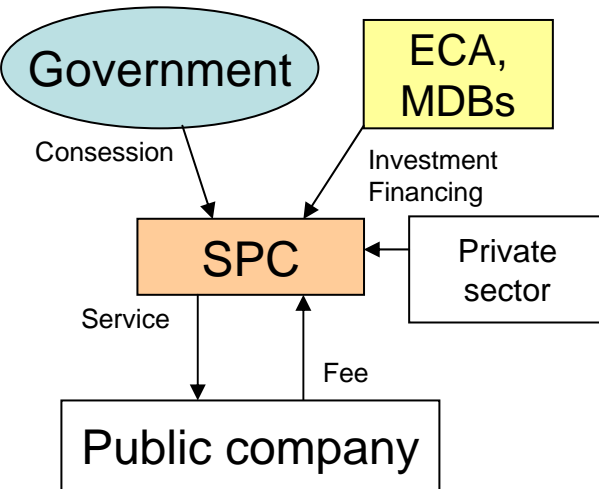 Government
ECA,
MDBs
Consession
Investment
Financing
SPC
Private
sector
Service
Fee
Public company